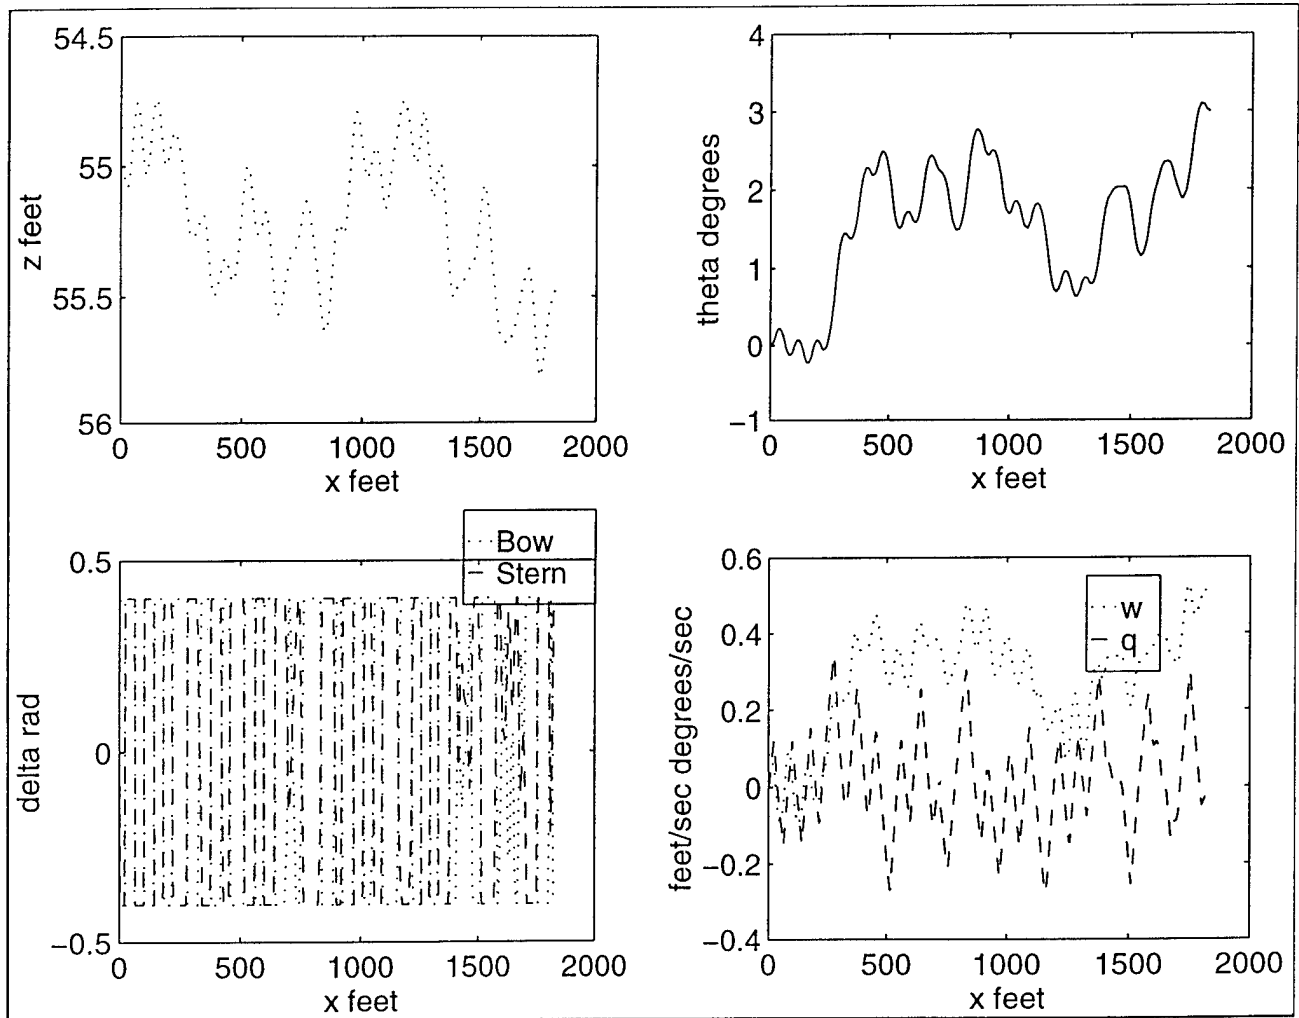 54.5
55
55.5
56
z feet
0 500 1000 1500 2000
x feet
4
3
2
1
0
−1
theta degrees
0 500 1000 1500 2000
x feet
Bow
Stern
0.5
0
−0.5
delta rad
0 500 1000 1500 2000
x feet
w
q
0.6
0.4
0.2
0
−0.2
−0.4
feet/sec degrees/sec
0 500 1000 1500 2000
x feet